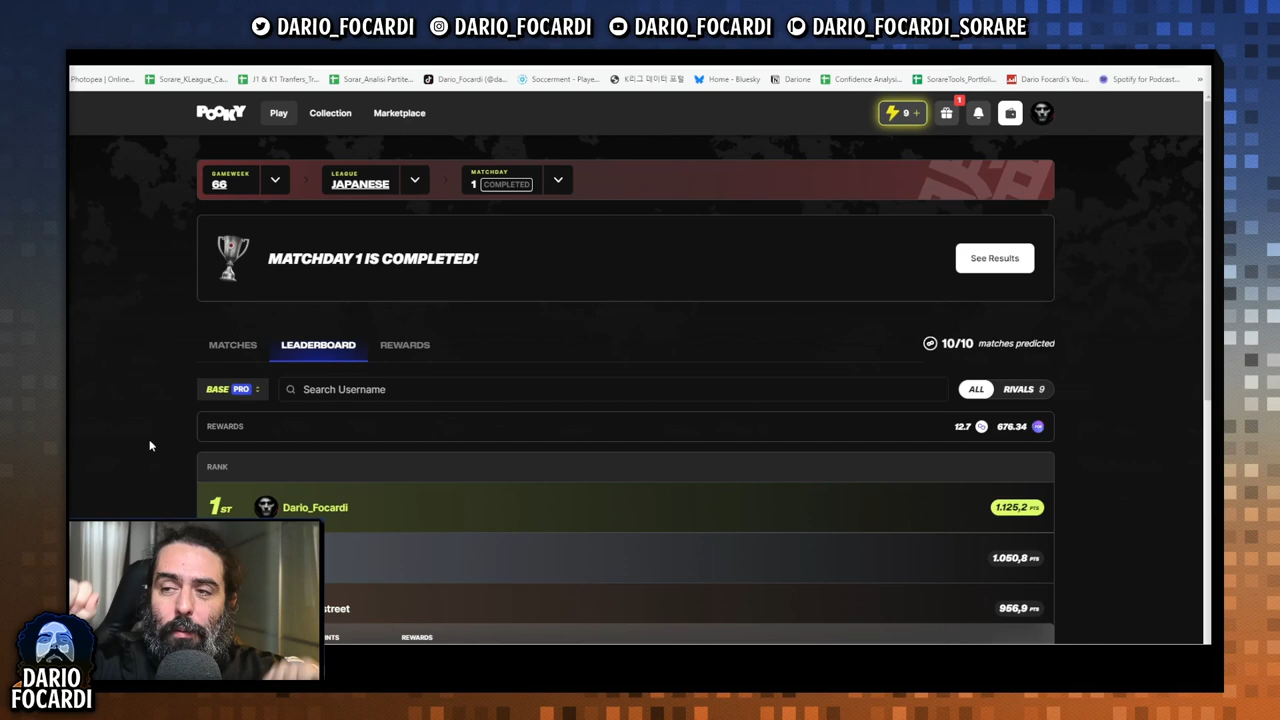 DARIO_FOCARDI DARIO_FOCARDI DARIO_FOCARDI DARIO_FOCARDI_SORARE
Photopea | Online... Sorare_KLeague_Ca... J1 & K1 Tranfers_Tr... Sorar_Analisi Partite... Dario_Focardi (@da... Soccerment - Playe... K리그 데이터 포털 Home - Bluesky Darione Confidence Analysi... SorareTools_Portfolio... Dario Focardi's You... Spotify for Podcast... »
POOKY Play Collection Marketplace 9 + 1
GAMEWEEK LEAGUE MATCHDAY
66 JAPANESE 1 COMPLETED
MATCHDAY 1 IS COMPLETED! See Results
MATCHES LEADERBOARD REWARDS 10/10 matches predicted
BASE PRO Search Username ALL RIVALS 9
REWARDS 12.7 676.34
RANK
1ST Dario_Focardi 1.125,2 PTS
1.050,8 PTS
street 956,9 PTS
REWARDS
DARIO
FOCARDI